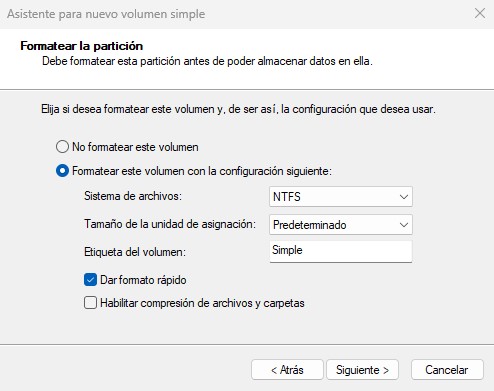 Asistente para nuevo volumen simple
Formatear la partición
Debe formatear esta partición antes de poder almacenar datos en ella.
Elija si desea formatear este volumen y, de ser así, la configuración que desea usar.
No formatear este volumen
Formatear este volumen con la configuración siguiente:
Sistema de archivos: NTFS
Tamaño de la unidad de asignación: Predeterminado
Etiqueta del volumen: Simple
Dar formato rápido
Habilitar compresión de archivos y carpetas
< Atrás Siguiente > Cancelar